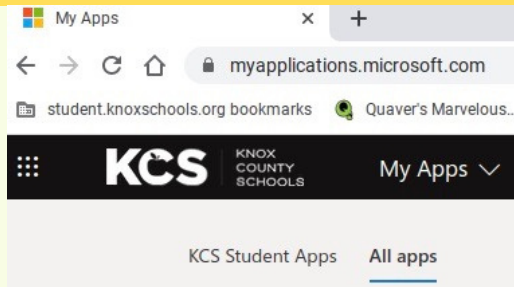 My Apps
myapplications.microsoft.com
student.knoxschools.org bookmarks Quaver's Marvelous...
KCS KNOX COUNTY SCHOOLS My Apps
KCS Student Apps All apps